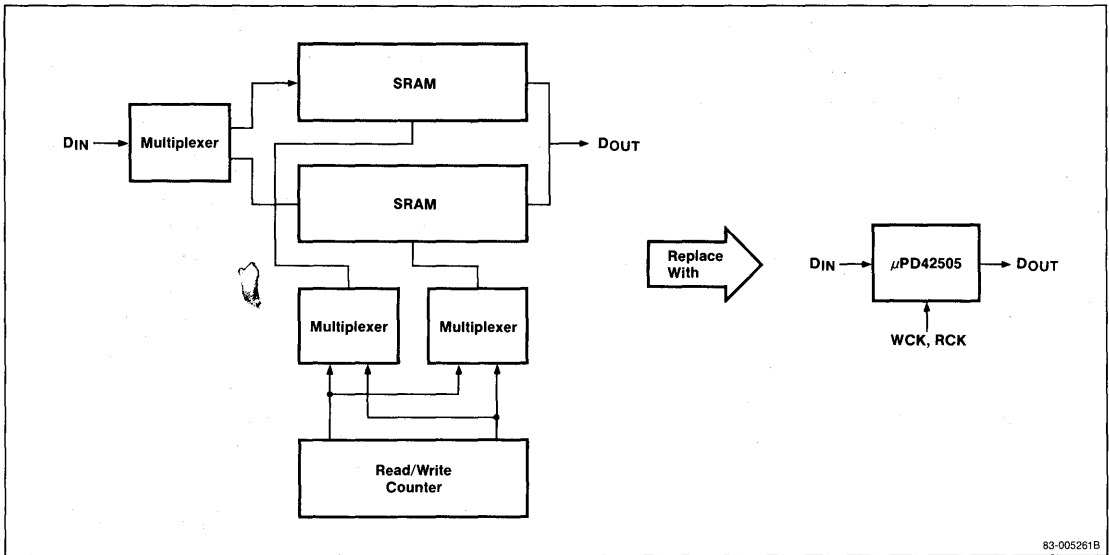 SRAM
DIN
Multiplexer
DOUT
SRAM
Replace
With
DIN
μPD42505
DOUT
WCK, RCK
Multiplexer
Multiplexer
Read/Write
Counter
83-005261B